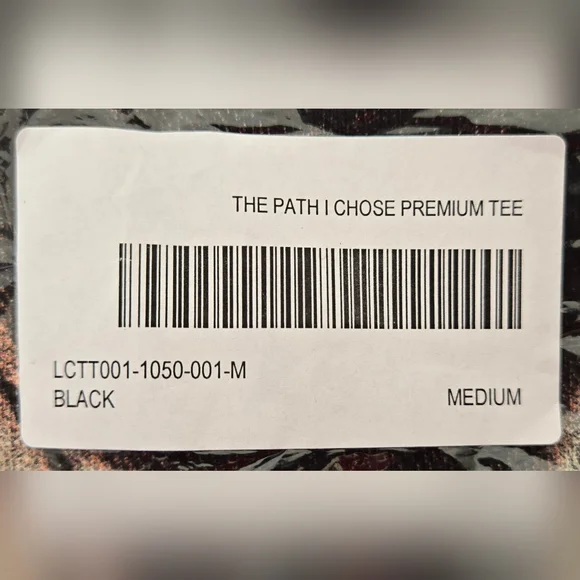 THE PATH I CHOSE PREMIUM TEE
LCTT001-1050-001-M
BLACK
MEDIUM